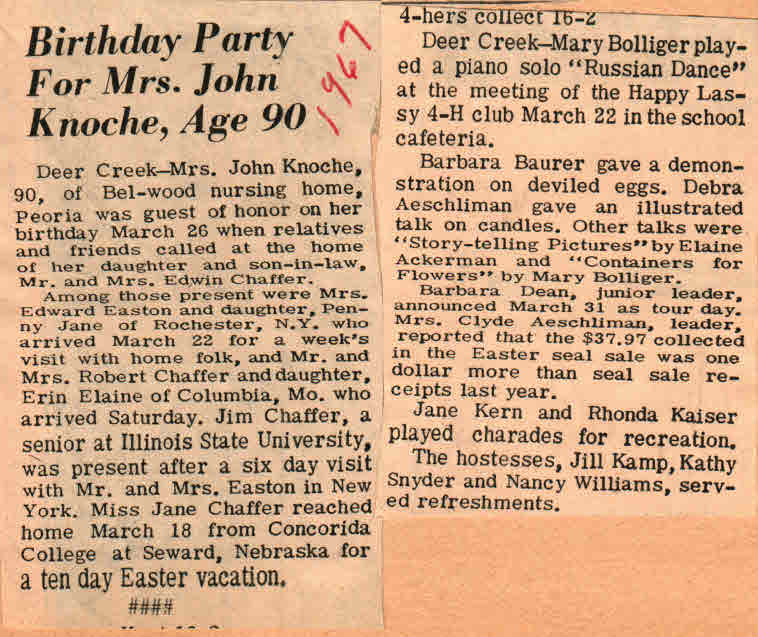 Birthday Party
For Mrs. John
Knoche, Age 90
1967
Deer Creek—Mrs. John Knoche,
90, of Bel-wood nursing home,
Peoria was guest of honor on her
birthday March 26 when relatives
and friends called at the home
of her daughter and son-in-law,
Mr. and Mrs. Edwin Chaffer.
Among those present were Mrs.
Edward Easton and daughter, Pen-
ny Jane of Rochester, N.Y. who
arrived March 22 for a week's
visit with home folk, and Mr. and
Mrs. Robert Chaffer and daughter,
Erin Elaine of Columbia, Mo. who
arrived Saturday. Jim Chaffer, a
senior at Illinois State University,
was present after a six day visit
with Mr. and Mrs. Easton in New
York. Miss Jane Chaffer reached
home March 18 from Concorida
College at Seward, Nebraska for
a ten day Easter vacation.
####
4-hers collect 16-2
Deer Creek—Mary Bolliger play-
ed a piano solo "Russian Dance"
at the meeting of the Happy Las-
sy 4-H club March 22 in the school
cafeteria.
Barbara Baurer gave a demon-
stration on deviled eggs. Debra
Aeschliman gave an illustrated
talk on candles. Other talks were
"Story-telling Pictures" by Elaine
Ackerman and "Containers for
Flowers" by Mary Bolliger.
Barbara Dean, junior leader,
announced March 31 as tour day.
Mrs. Clyde Aeschliman, leader,
reported that the $37.97 collected
in the Easter seal sale was one
dollar more than seal sale re-
ceipts last year.
Jane Kern and Rhonda Kaiser
played charades for recreation.
The hostesses, Jill Kamp, Kathy
Snyder and Nancy Williams, serv-
ed refreshments.